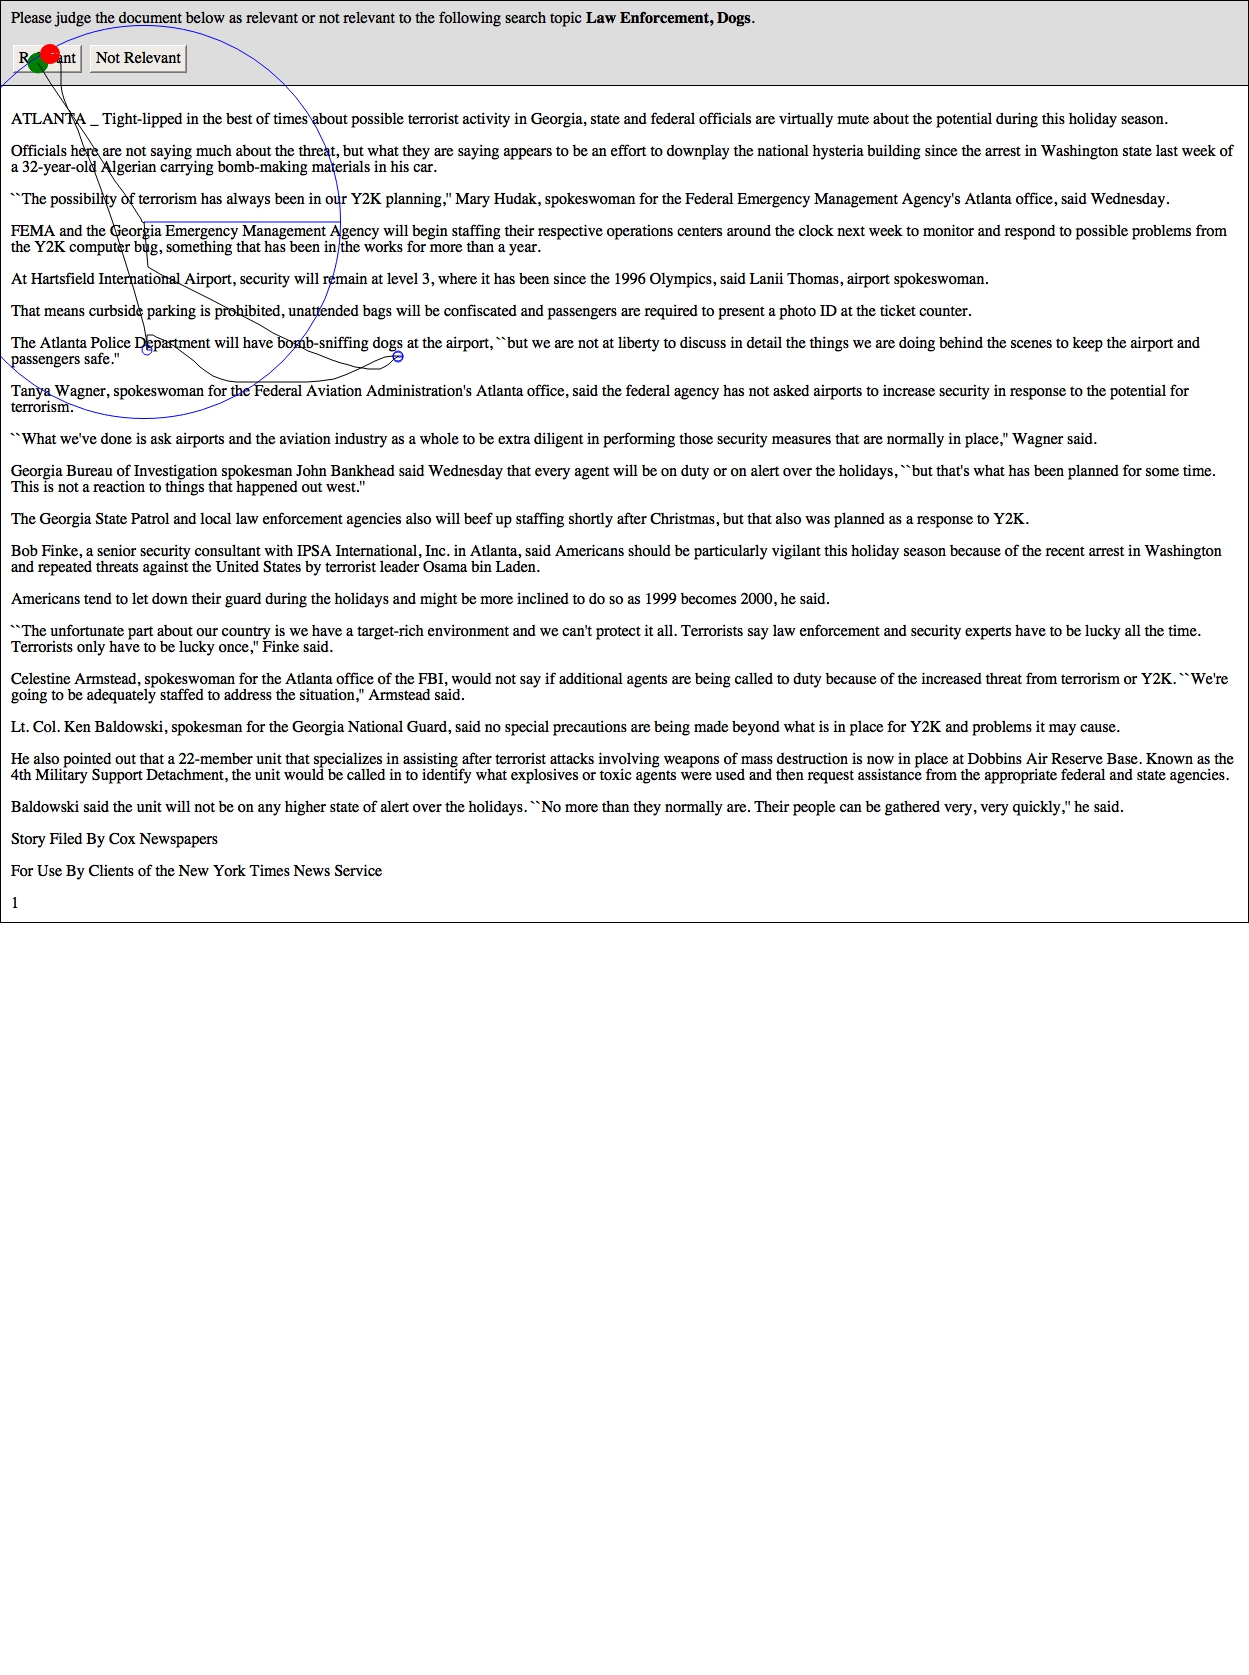 Please judge the document below as relevant or not relevant to the following search topic Law Enforcement, Dogs.
Relevant Not Relevant
ATLANTA _ Tight-lipped in the best of times about possible terrorist activity in Georgia, state and federal officials are virtually mute about the potential during this holiday season.
Officials here are not saying much about the threat, but what they are saying appears to be an effort to downplay the national hysteria building since the arrest in Washington state last week of
a 32-year-old Algerian carrying bomb-making materials in his car.
``The possibility of terrorism has always been in our Y2K planning,'' Mary Hudak, spokeswoman for the Federal Emergency Management Agency's Atlanta office, said Wednesday.
FEMA and the Georgia Emergency Management Agency will begin staffing their respective operations centers around the clock next week to monitor and respond to possible problems from
the Y2K computer bug, something that has been in the works for more than a year.
At Hartsfield International Airport, security will remain at level 3, where it has been since the 1996 Olympics, said Lanii Thomas, airport spokeswoman.
That means curbside parking is prohibited, unattended bags will be confiscated and passengers are required to present a photo ID at the ticket counter.
The Atlanta Police Department will have bomb-sniffing dogs at the airport, ``but we are not at liberty to discuss in detail the things we are doing behind the scenes to keep the airport and
passengers safe.''
Tanya Wagner, spokeswoman for the Federal Aviation Administration's Atlanta office, said the federal agency has not asked airports to increase security in response to the potential for
terrorism.
``What we've done is ask airports and the aviation industry as a whole to be extra diligent in performing those security measures that are normally in place,'' Wagner said.
Georgia Bureau of Investigation spokesman John Bankhead said Wednesday that every agent will be on duty or on alert over the holidays, ``but that's what has been planned for some time.
This is not a reaction to things that happened out west.''
The Georgia State Patrol and local law enforcement agencies also will beef up staffing shortly after Christmas, but that also was planned as a response to Y2K.
Bob Finke, a senior security consultant with IPSA International, Inc. in Atlanta, said Americans should be particularly vigilant this holiday season because of the recent arrest in Washington
and repeated threats against the United States by terrorist leader Osama bin Laden.
Americans tend to let down their guard during the holidays and might be more inclined to do so as 1999 becomes 2000, he said.
``The unfortunate part about our country is we have a target-rich environment and we can't protect it all. Terrorists say law enforcement and security experts have to be lucky all the time.
Terrorists only have to be lucky once,'' Finke said.
Celestine Armstead, spokeswoman for the Atlanta office of the FBI, would not say if additional agents are being called to duty because of the increased threat from terrorism or Y2K. ``We're
going to be adequately staffed to address the situation,'' Armstead said.
Lt. Col. Ken Baldowski, spokesman for the Georgia National Guard, said no special precautions are being made beyond what is in place for Y2K and problems it may cause.
He also pointed out that a 22-member unit that specializes in assisting after terrorist attacks involving weapons of mass destruction is now in place at Dobbins Air Reserve Base. Known as the
4th Military Support Detachment, the unit would be called in to identify what explosives or toxic agents were used and then request assistance from the appropriate federal and state agencies.
Baldowski said the unit will not be on any higher state of alert over the holidays. ``No more than they normally are. Their people can be gathered very, very quickly,'' he said.
Story Filed By Cox Newspapers
For Use By Clients of the New York Times News Service
1